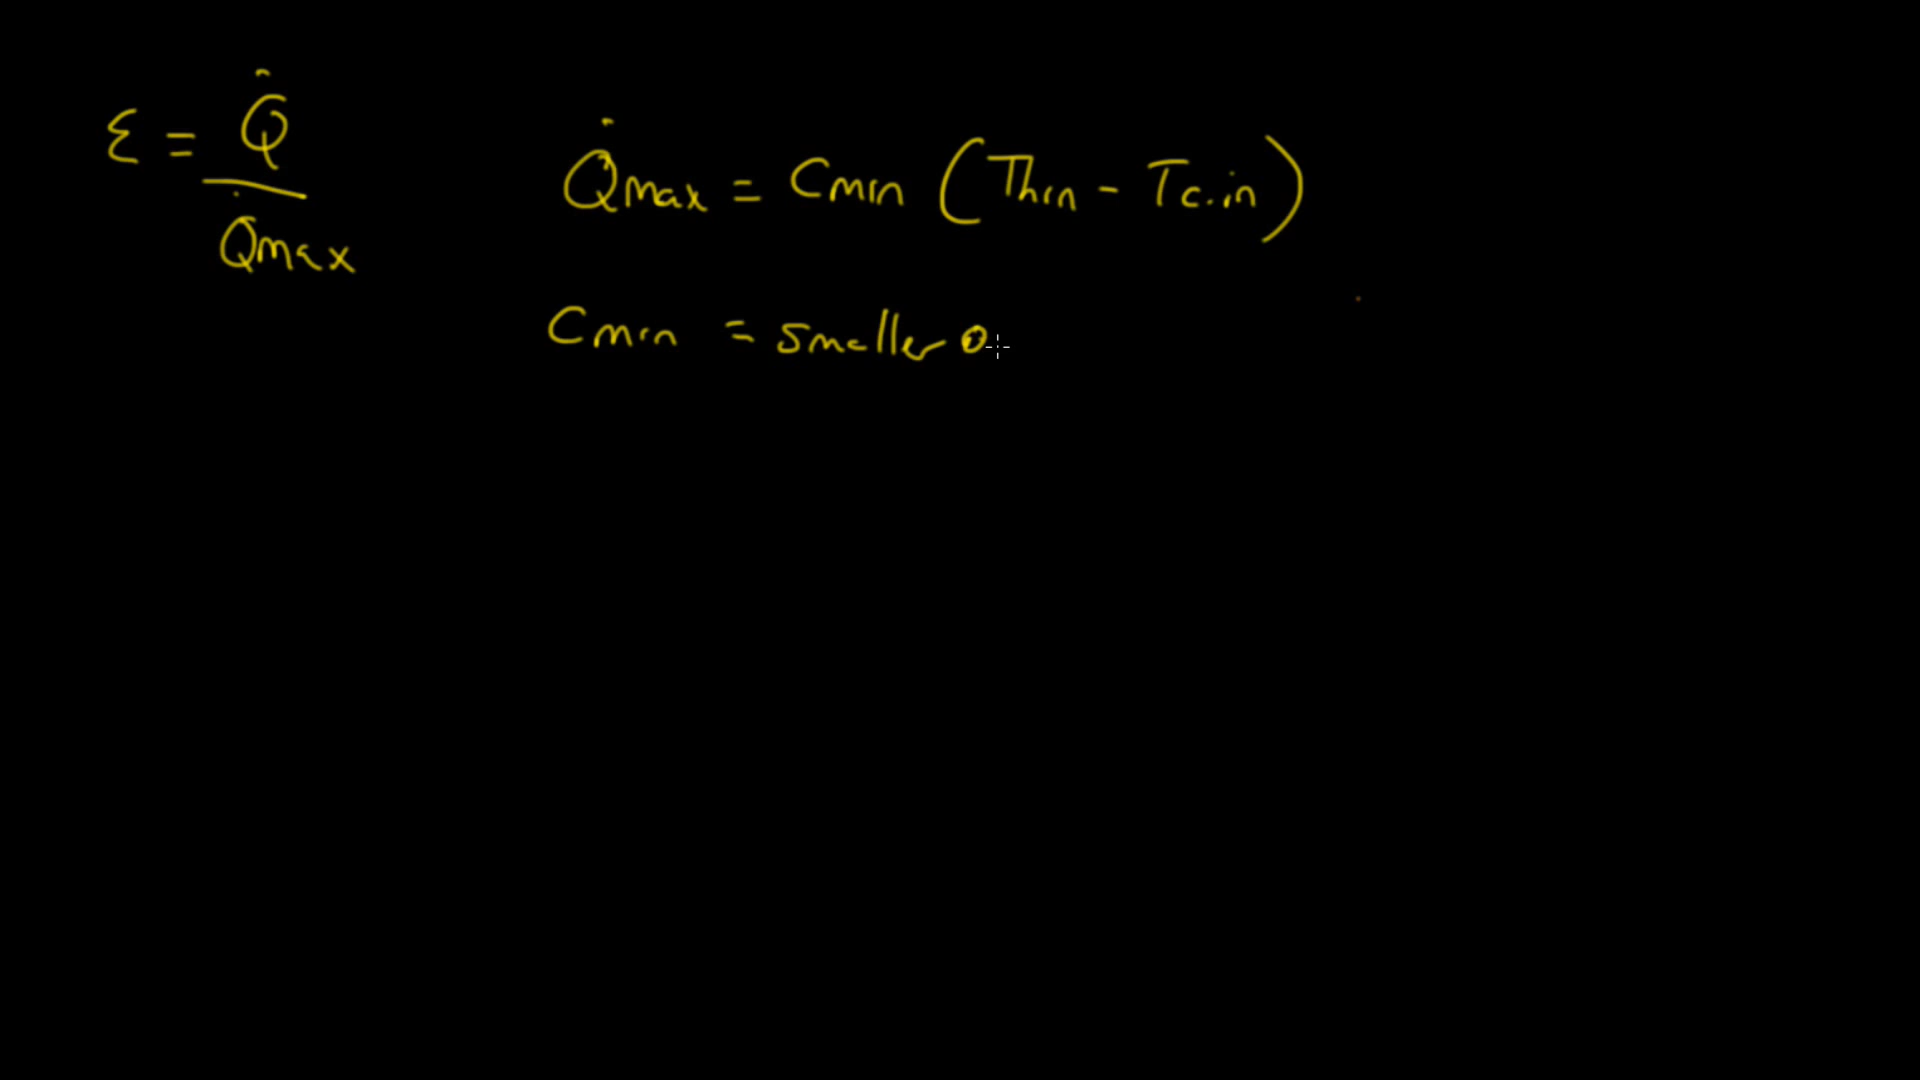 ε = Q̇ / Q̇max
Q̇max = Cmin (Th in - Tc.in)
Cmin = smaller o